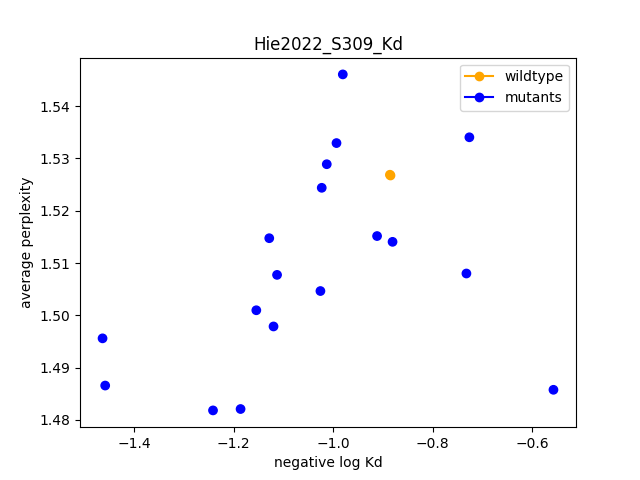 Hie2022_S309_Kd
wildtype
mutants
1.54
1.53
1.52
1.51
1.50
1.49
1.48
average perplexity
−1.4
−1.2
−1.0
−0.8
−0.6
negative log Kd